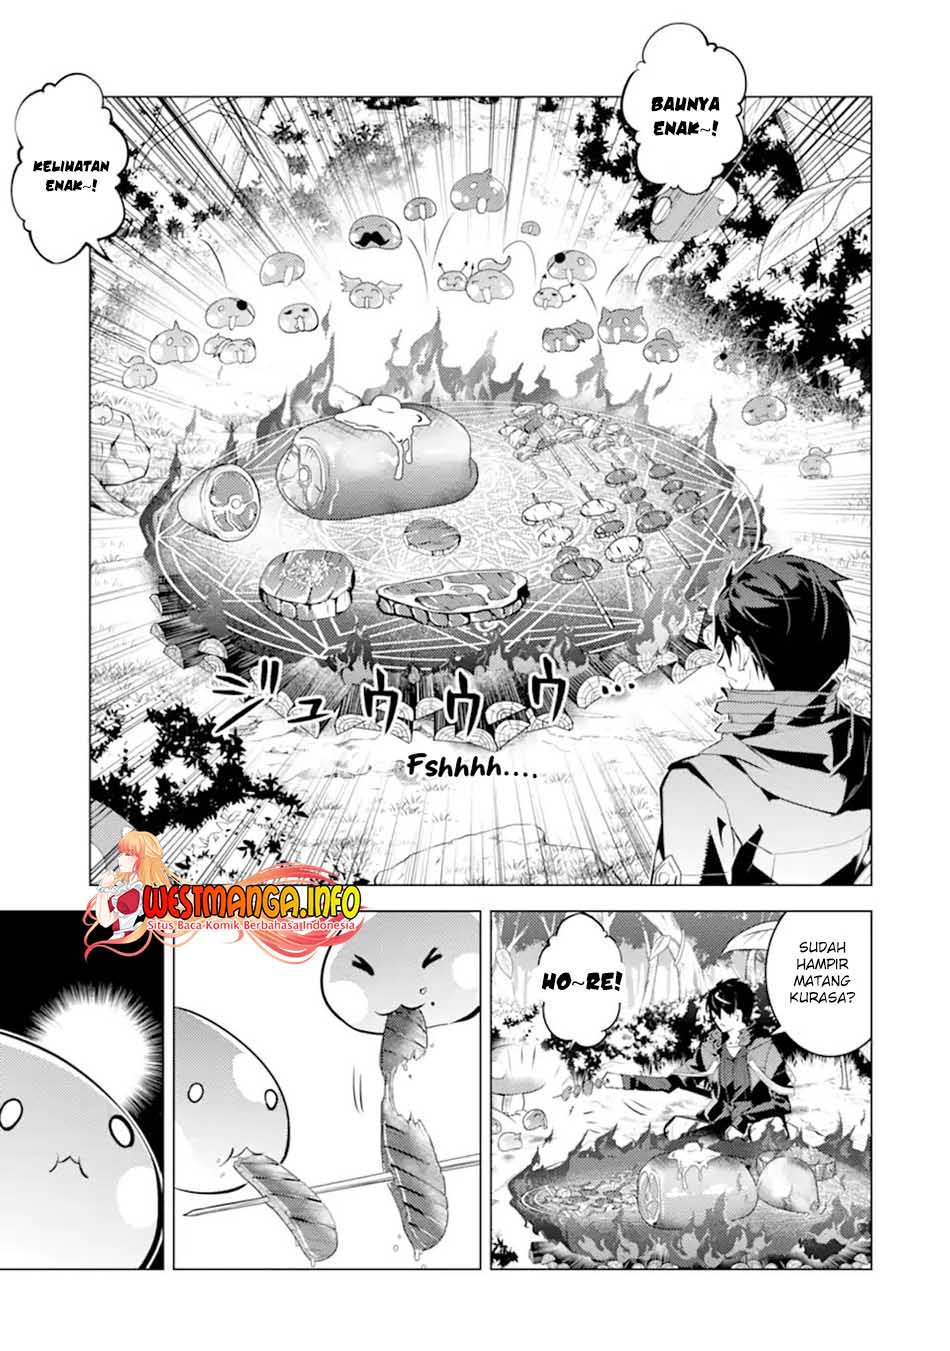 BAUNYA
ENAK~!
KELIHATAN
ENAK~!
ジュウウウ...
Fshhhh....
WESTMANGA.INFO
Situs Baca Komik Berbahasa Indonesia
SUDAH
HAMPIR
MATANG
KURASA?
HO~RE!